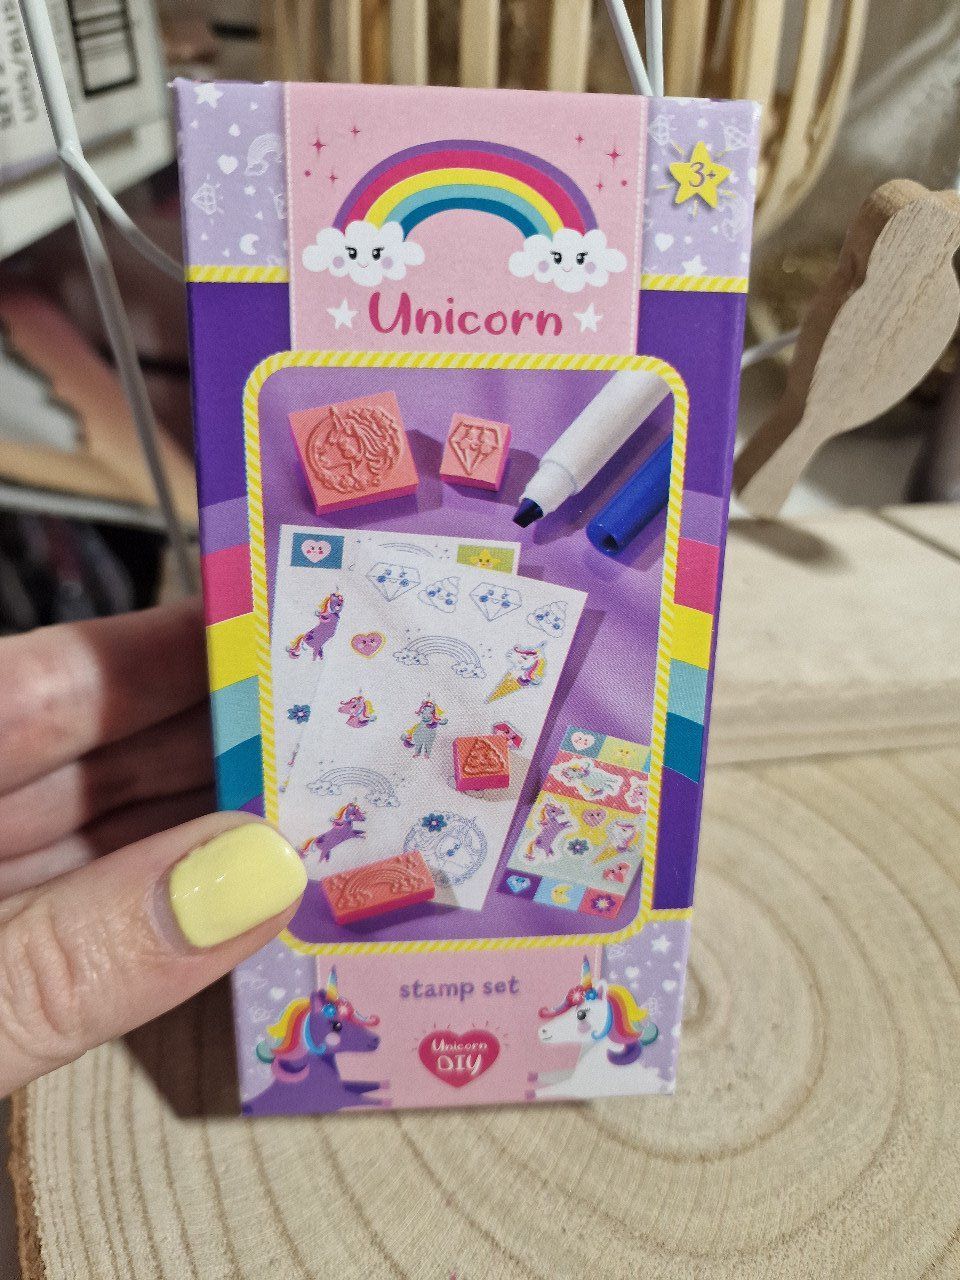 3+
Unicorn
stamp set
Unicorn
DIY